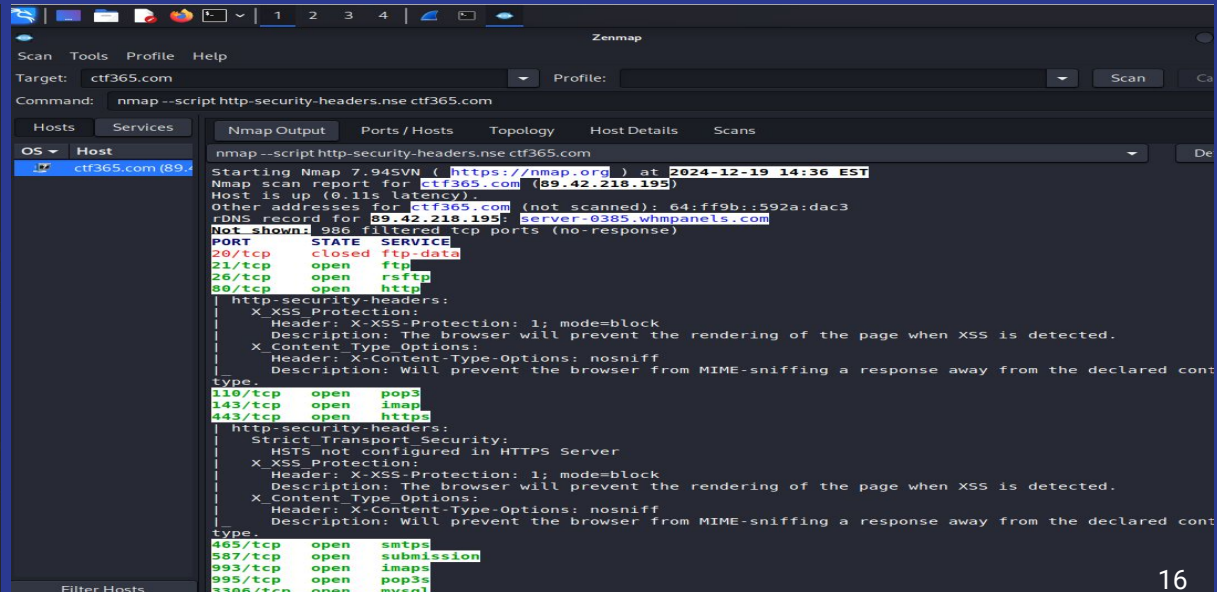 1 2 3 4
Zenmap
Scan Tools Profile Help
Target: ctf365.com Profile: Scan
Command: nmap --script http-security-headers.nse ctf365.com
Hosts Services Nmap Output Ports / Hosts Topology Host Details Scans
OS Host nmap --script http-security-headers.nse ctf365.com
ctf365.com (89.4
Starting Nmap 7.94SVN ( https://nmap.org ) at 2024-12-19 14:36 EST
Nmap scan report for ctf365.com (89.42.218.195)
Host is up (0.11s latency).
Other addresses for ctf365.com (not scanned): 64:ff9b::592a:dac3
rDNS record for 89.42.218.195: server-0385.whmpanels.com
Not shown: 986 filtered tcp ports (no-response)
PORT STATE SERVICE
20/tcp closed ftp-data
21/tcp open ftp
26/tcp open rsftp
80/tcp open http
| http-security-headers:
| X_XSS_Protection:
| Header: X-XSS-Protection: 1; mode=block
| Description: The browser will prevent the rendering of the page when XSS is detected.
| X_Content_Type_Options:
| Header: X-Content-Type-Options: nosniff
|_ Description: Will prevent the browser from MIME-sniffing a response away from the declared cont
type.
110/tcp open pop3
143/tcp open imap
443/tcp open https
| http-security-headers:
| Strict_Transport_Security:
| HSTS not configured in HTTPS Server
| X_XSS_Protection:
| Header: X-XSS-Protection: 1; mode=block
| Description: The browser will prevent the rendering of the page when XSS is detected.
| X_Content_Type_Options:
| Header: X-Content-Type-Options: nosniff
|_ Description: Will prevent the browser from MIME-sniffing a response away from the declared cont
type.
465/tcp open smtps
587/tcp open submission
993/tcp open imaps
995/tcp open pop3s
3306/tcp open mysql
Filter Hosts
16